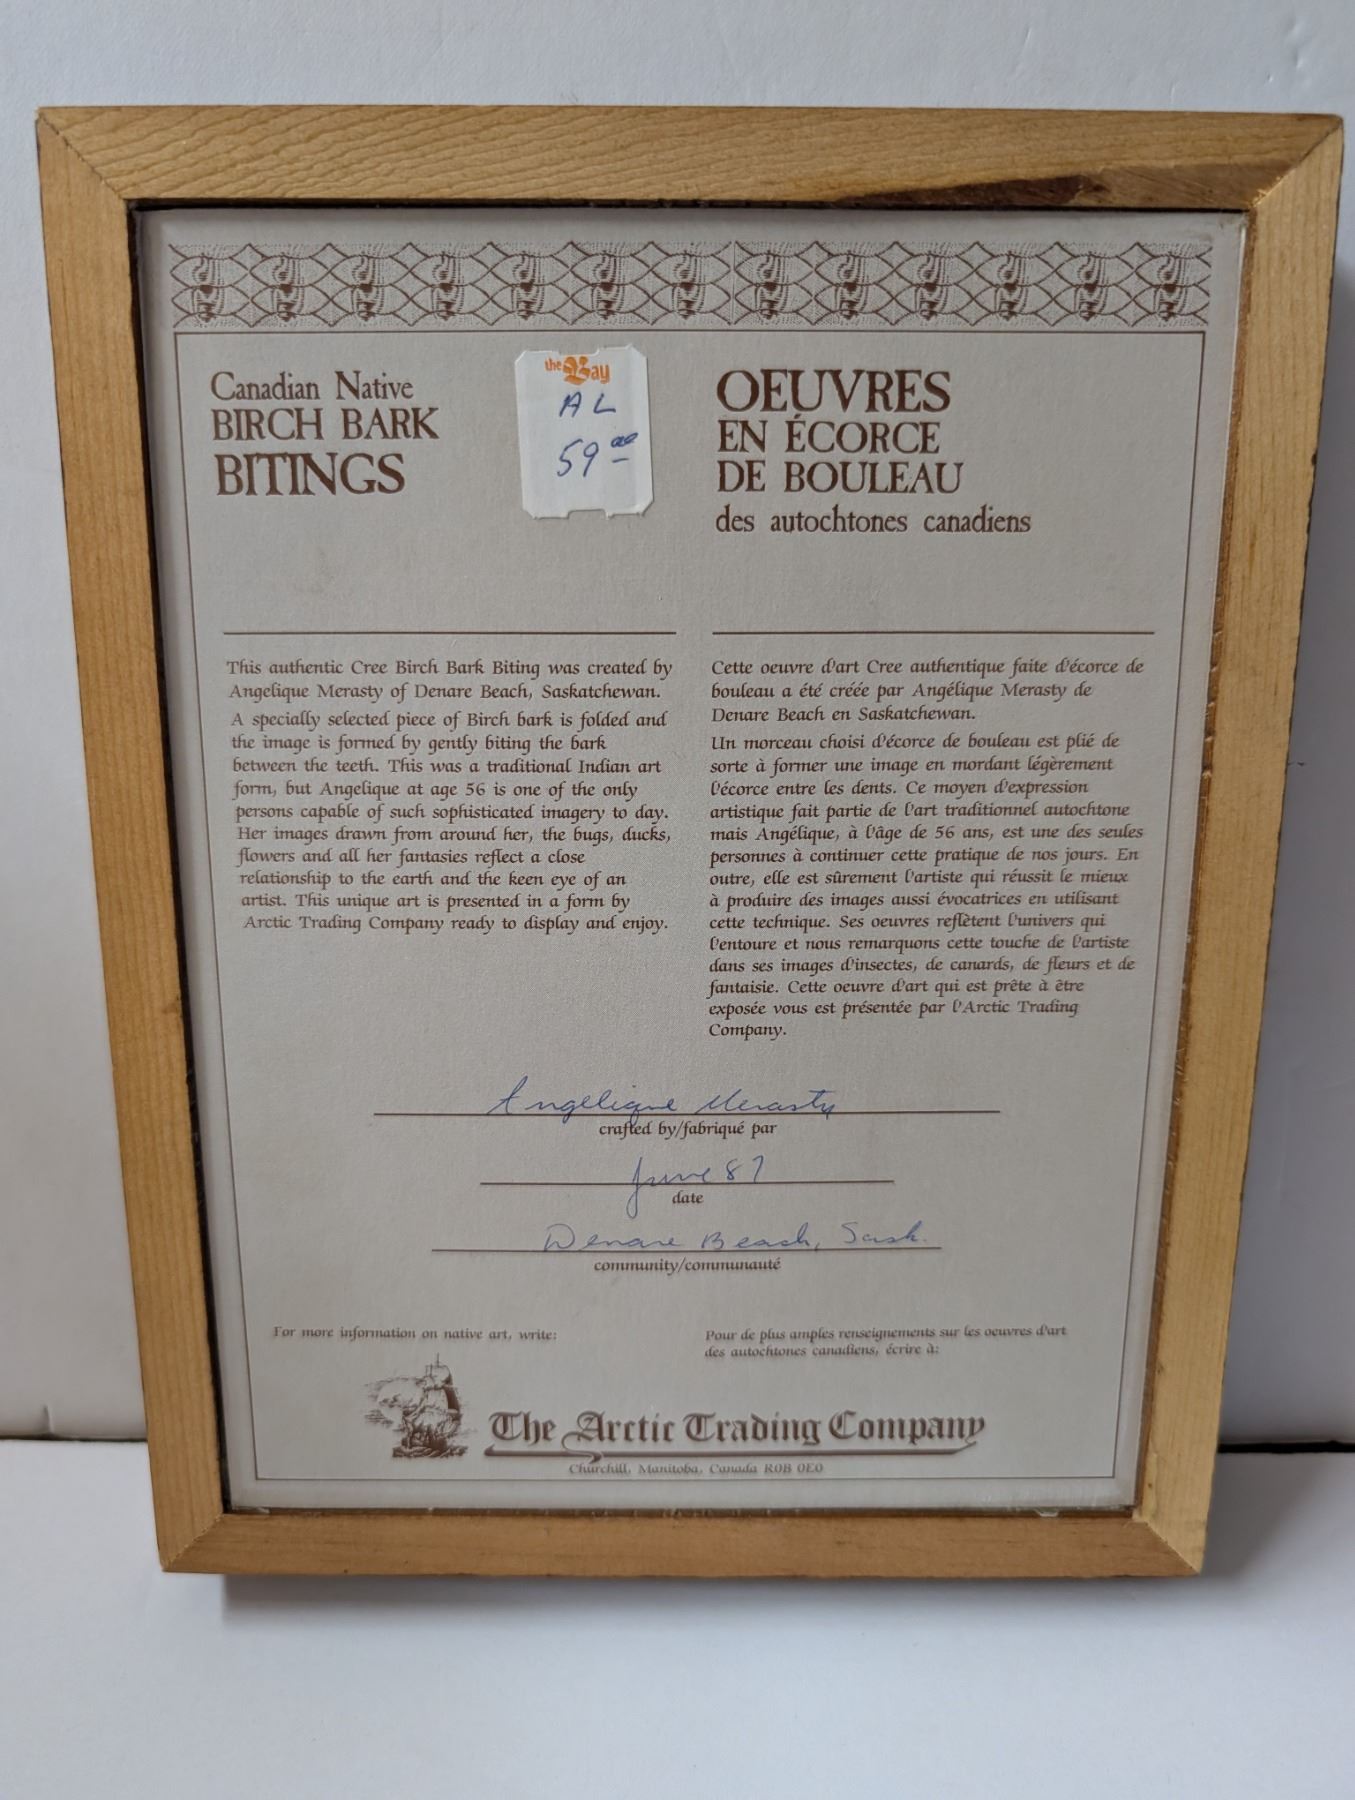 Canadian Native
BIRCH BARK
BITINGS
the Bay
AL
59.00
OEUVRES
EN ÉCORCE
DE BOULEAU
des autochtones canadiens
This authentic Cree Birch Bark Biting was created by
Angelique Merasty of Denare Beach, Saskatchewan.
A specially selected piece of Birch bark is folded and
the image is formed by gently biting the bark
between the teeth. This was a traditional Indian art
form, but Angelique at age 56 is one of the only
persons capable of such sophisticated imagery to day.
Her images drawn from around her, the bugs, ducks,
flowers and all her fantasies reflect a close
relationship to the earth and the keen eye of an
artist. This unique art is presented in a form by
Arctic Trading Company ready to display and enjoy.
Cette oeuvre d'art Cree authentique faite d'écorce de
bouleau a été créée par Angélique Merasty de
Denare Beach en Saskatchewan.
Un morceau choisi d'écorce de bouleau est plié de
sorte à former une image en mordant légèrement
l'écorce entre les dents. Ce moyen d'expression
artistique fait partie de l'art traditionnel autochtone
mais Angélique, à l'âge de 56 ans, est une des seules
personnes à continuer cette pratique de nos jours. En
outre, elle est sûrement l'artiste qui réussit le mieux
à produire des images aussi évocatrices en utilisant
cette technique. Ses oeuvres reflètent l'univers qui
l'entoure et nous remarquons cette touche de l'artiste
dans ses images d'insectes, de canards, de fleurs et de
fantaisie. Cette oeuvre d'art qui est prête à être
exposée vous est présentée par l'Arctic Trading
Company.
Angelique Merasty
crafted by/fabriqué par
June 87
date
Denare Beach, Sask.
community/communauté
For more information on native art, write:
Pour de plus amples renseignements sur les oeuvres d'art
des autochtones canadiens, écrire à:
The Arctic Trading Company
Churchill, Manitoba, Canada R0B 0E0